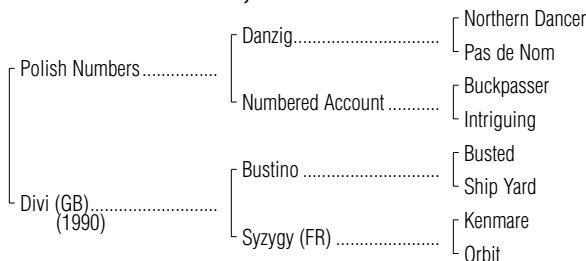 Northern Dancer
Danzig
Pas de Nom
Polish Numbers
Buckpasser
Numbered Account
Intriguing
Busted
Bustino
Ship Yard
Divi (GB)
(1990)
Kenmare
Syzygy (FR)
Orbit